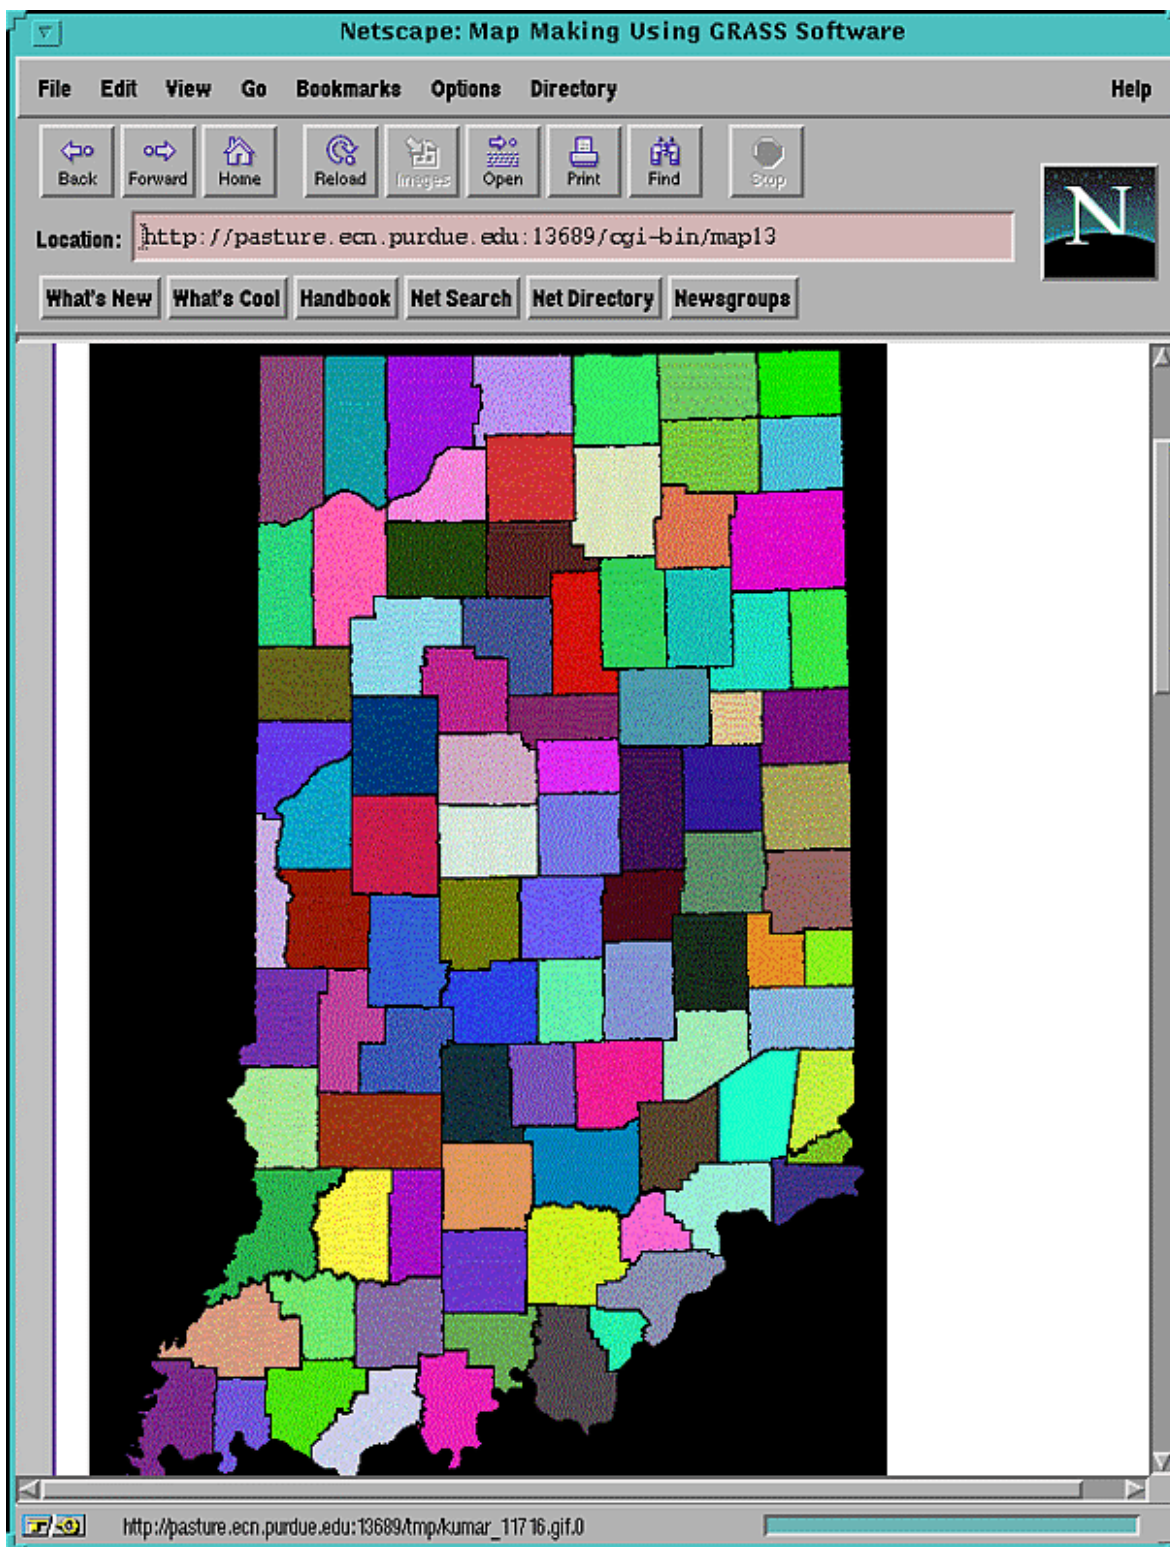 Netscape: Map Making Using GRASS Software
File Edit View Go Bookmarks Options Directory Help
Back Forward Home Reload Images Open Print Find Stop
Location: http://pasture.ecn.purdue.edu:13689/cgi-bin/map13
N
What's New What's Cool Handbook Net Search Net Directory Newsgroups
http://pasture.ecn.purdue.edu:13689/tmp/kumar_11716.gif.0